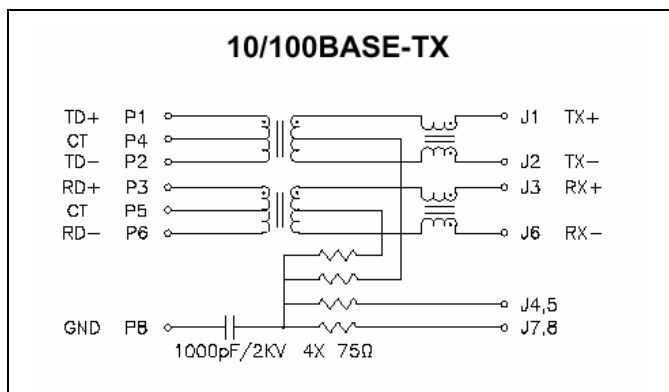 10/100BASE-TX
TD+ P1 J1 TX+
CT P4
TD- P2 J2 TX-
RD+ P3 J3 RX+
CT P5
RD- P6 J6 RX-
J4,5
GND P8 J7,8
1000pF/2KV 4X 75Ω